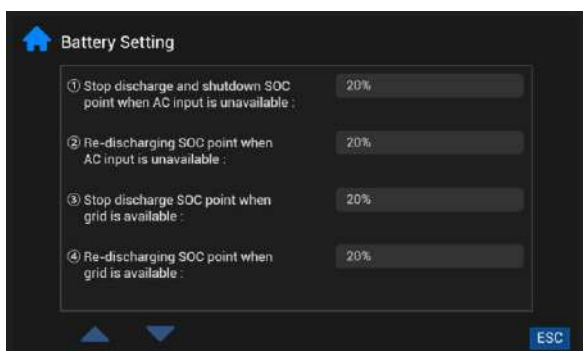 Battery Setting
① Stop discharge and shutdown SOC 20%
point when AC input is unavailable :
② Re-discharging SOC point when 20%
AC input is unavailable :
③ Stop discharge SOC point when 20%
grid is available :
④ Re-discharging SOC point when 20%
grid is available :
ESC